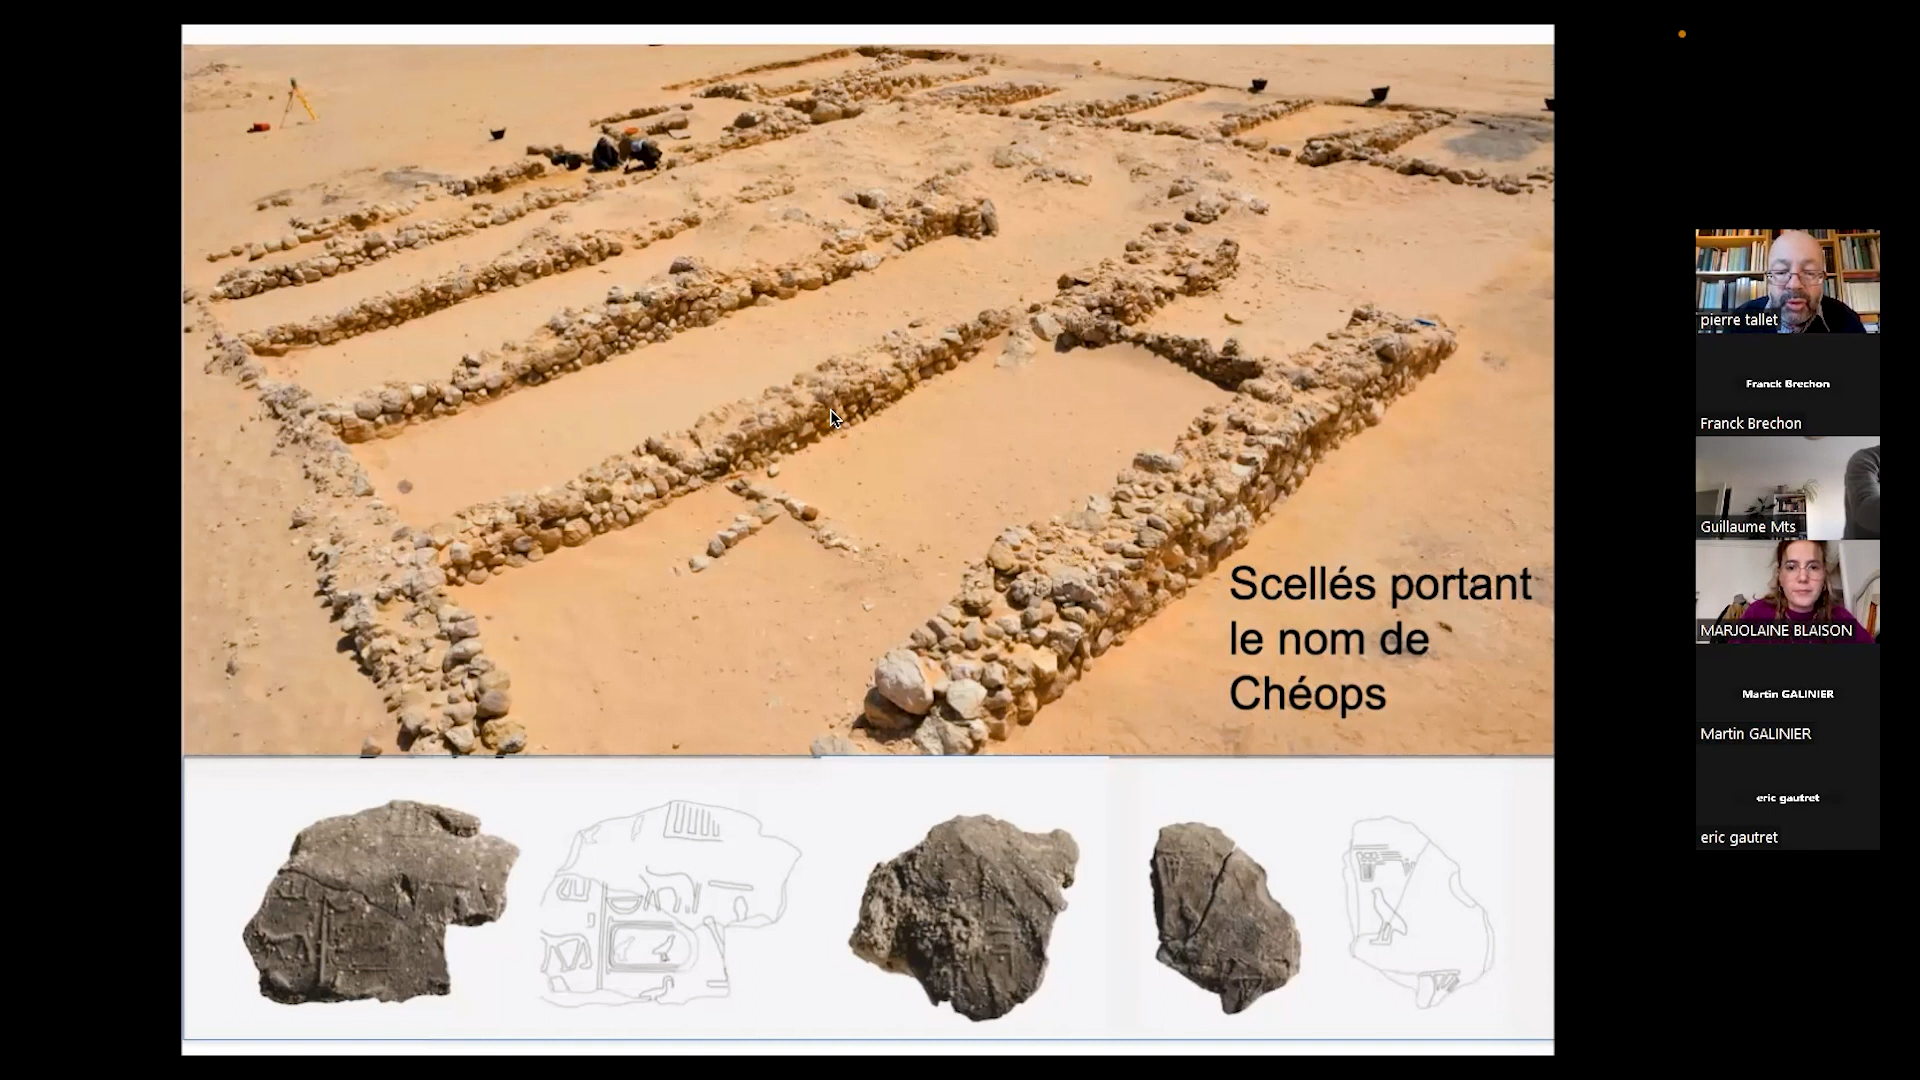 Scellés portant
le nom de
Chéops
pierre tallet
Franck Brechon
Franck Brechon
Guillaume Mts
MARJOLAINE BLAISON
Martin GALINIER
Martin GALINIER
eric gautret
eric gautret